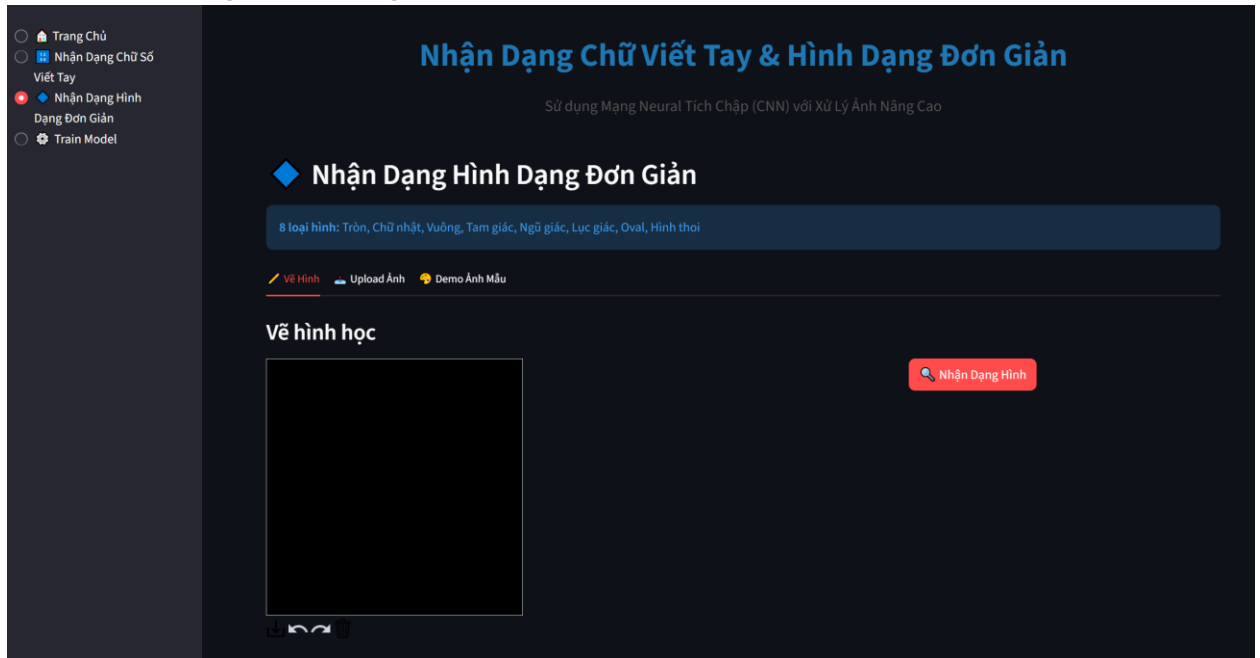 Trang Chủ
Nhận Dạng Chữ Số
Viết Tay
Nhận Dạng Hình
Dạng Đơn Giản
Train Model
Nhận Dạng Chữ Viết Tay & Hình Dạng Đơn Giản
Sử dụng Mạng Neural Tích Chập (CNN) với Xử Lý Ảnh Nâng Cao
Nhận Dạng Hình Dạng Đơn Giản
8 loại hình: Tròn, Chữ nhật, Vuông, Tam giác, Ngũ giác, Lục giác, Oval, Hình thoi
Vẽ Hình Upload Ảnh Demo Ảnh Mẫu
Vẽ hình học
Nhận Dạng Hình